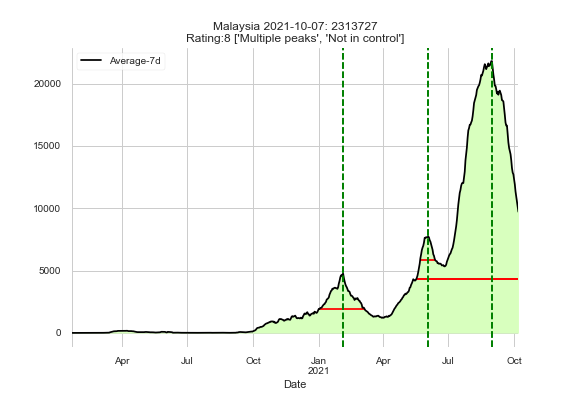 Malaysia 2021-10-07: 2313727
Rating:8 ['Multiple peaks', 'Not in control']
Average-7d
20000
15000
10000
5000
0
Apr Jul Oct Jan Apr Jul Oct
2021
Date